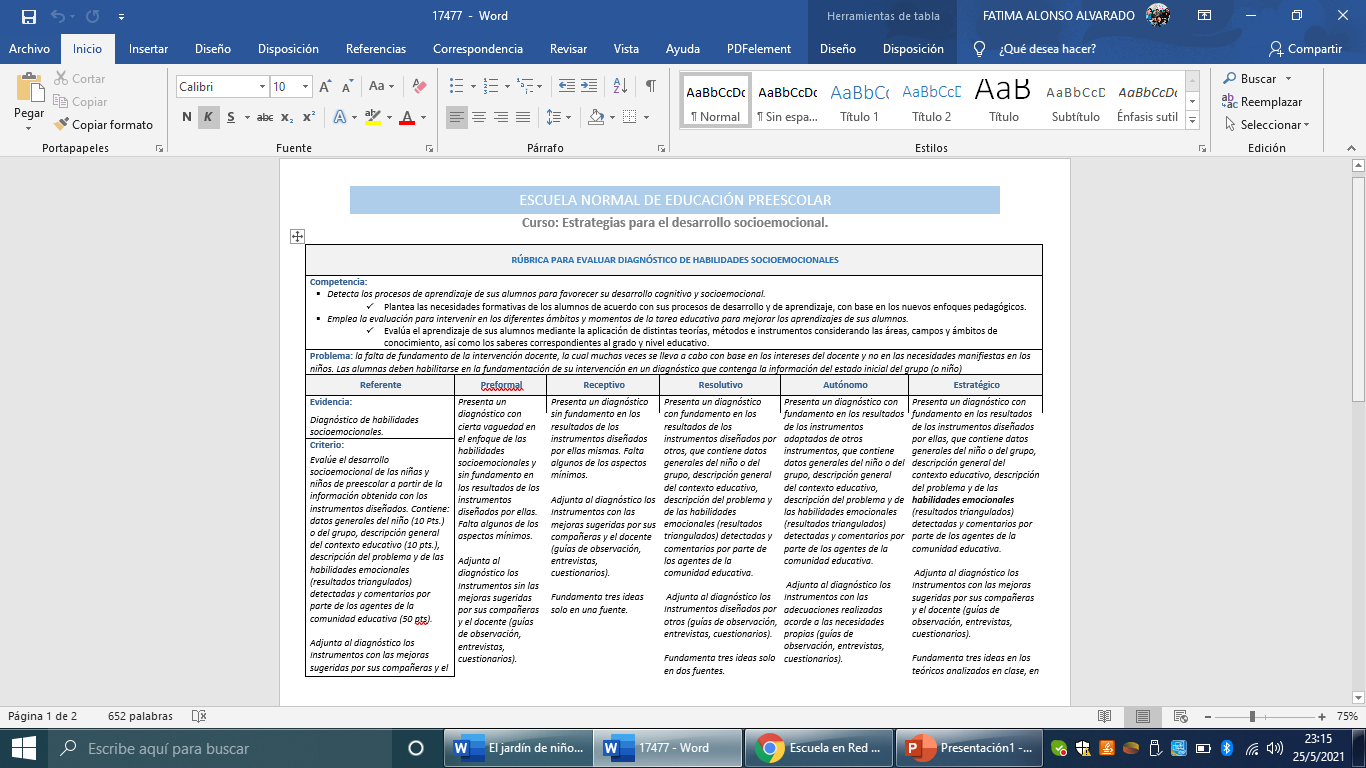 17477 - Word
Herramientas de tabla
FATIMA ALONSO ALVARADO
Archivo Inicio Insertar Diseño Disposición Referencias Correspondencia Revisar Vista Ayuda PDFelement Diseño Disposición ¿Qué desea hacer? Compartir
Pegar
Cortar
Copiar
Copiar formato
Portapapeles
Calibri 10
Aa
N K S abc x₂ x² A ab A
Fuente
Párrafo
AaBbCcDc AaBbCcDc AaBbCc AaBbCcD AaB AaBbCcD AaBbCcDc
¶ Normal ¶ Sin espa... Título 1 Título 2 Título Subtítulo Énfasis sutil
Estilos
Buscar
Reemplazar
Seleccionar
Edición
ESCUELA NORMAL DE EDUCACIÓN PREESCOLAR
Curso: Estrategias para el desarrollo socioemocional.
RÚBRICA PARA EVALUAR DIAGNÓSTICO DE HABILIDADES SOCIOEMOCIONALES
Competencia:
▪ Detecta los procesos de aprendizaje de sus alumnos para favorecer su desarrollo cognitivo y socioemocional.
✓ Plantea las necesidades formativas de los alumnos de acuerdo con sus procesos de desarrollo y de aprendizaje, con base en los nuevos enfoques pedagógicos.
▪ Emplea la evaluación para intervenir en los diferentes ámbitos y momentos de la tarea educativa para mejorar los aprendizajes de sus alumnos.
✓ Evalúa el aprendizaje de sus alumnos mediante la aplicación de distintas teorías, métodos e instrumentos considerando las áreas, campos y ámbitos de
conocimiento, así como los saberes correspondientes al grado y nivel educativo.
Problema: la falta de fundamento de la intervención docente, la cual muchas veces se lleva a cabo con base en los intereses del docente y no en las necesidades manifiestas en los
niños. Las alumnas deben habilitarse en la fundamentación de su intervención en un diagnóstico que contenga la información del estado inicial del grupo (o niño)
Referente Preformal Receptivo Resolutivo Autónomo Estratégico
Evidencia:
Diagnóstico de habilidades
socioemocionales.
Criterio:
Evalúe el desarrollo
socioemocional de las niñas y
niños de preescolar a partir de la
información obtenida con los
instrumentos diseñados. Contiene:
datos generales del niño (10 Pts.)
o del grupo, descripción general
del contexto educativo (10 pts.),
descripción del problema y de las
habilidades emocionales
(resultados triangulados)
detectadas y comentarios por
parte de los agentes de la
comunidad educativa (50 pts).
Adjunta al diagnóstico los
Instrumentos con las mejoras
sugeridas por sus compañeras y el
Presenta un
diagnóstico con
cierta vaguedad en
el enfoque de las
habilidades
socioemocionales y
sin fundamento en
los resultados de los
instrumentos
diseñados por ellas.
Falta algunos de los
aspectos mínimos.
Adjunta al
diagnóstico los
Instrumentos sin las
mejoras sugeridas
por sus compañeras
y el docente (guías
de observación,
entrevistas,
cuestionarios).
Presenta un diagnóstico
sin fundamento en los
resultados de los
instrumentos diseñados
por ellas mismas. Falta
algunos de los aspectos
mínimos.
Adjunta al diagnóstico los
Instrumentos con las
mejoras sugeridas por sus
compañeras y el docente
(guías de observación,
entrevistas,
cuestionarios).
Fundamenta tres ideas
solo en una fuente.
Presenta un diagnóstico
con fundamento en los
resultados de los
instrumentos diseñados por
otros, que contiene datos
generales del niño o del
grupo, descripción general
del contexto educativo,
descripción del problema y
de las habilidades
emocionales (resultados
triangulados) detectadas y
comentarios por parte de
los agentes de la
comunidad educativa.
Adjunta al diagnóstico los
Instrumentos diseñados por
otros (guías de observación,
entrevistas, cuestionarios).
Fundamenta tres ideas solo
en dos fuentes.
Presenta un diagnóstico con
fundamento en los resultados
de los instrumentos
adaptados de otros
instrumentos, que contiene
datos generales del niño o del
grupo, descripción general
del contexto educativo,
descripción del problema y de
las habilidades emocionales
(resultados triangulados)
detectadas y comentarios por
parte de los agentes de la
comunidad educativa.
Adjunta al diagnóstico los
Instrumentos con las
adecuaciones realizadas
acorde a las necesidades
propias (guías de
observación, entrevistas,
cuestionarios).
Presenta un diagnóstico con
fundamento en los resultados
de los instrumentos diseñados
por ellas, que contiene datos
generales del niño o del grupo,
descripción general del
contexto educativo, descripción
del problema y de las
habilidades emocionales
(resultados triangulados)
detectadas y comentarios por
parte de los agentes de la
comunidad educativa.
Adjunta al diagnóstico los
Instrumentos con las mejoras
sugeridas por sus compañeras
y el docente (guías de
observación, entrevistas,
cuestionarios).
Fundamenta tres ideas en los
teóricos analizados en clase, en
Página 1 de 2 652 palabras 75%
Escribe aquí para buscar
El jardín de niño...
17477 - Word
Escuela en Red ...
Presentación1 -...
23:15
25/5/2021